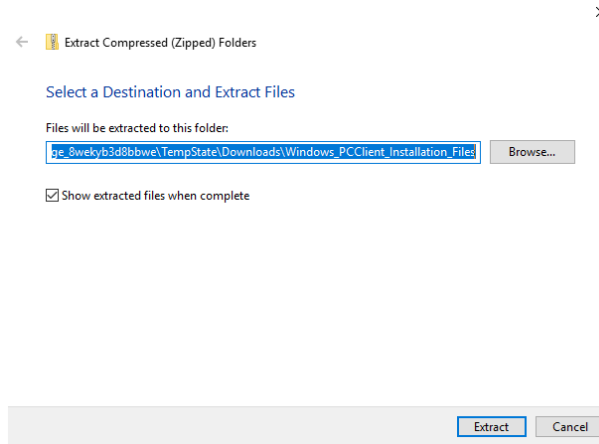 Extract Compressed (Zipped) Folders
Select a Destination and Extract Files
Files will be extracted to this folder:
ge_8wekyb3d8bbwe\TempState\Downloads\Windows_PCClient_Installation_Files
Browse...
Show extracted files when complete
Extract
Cancel